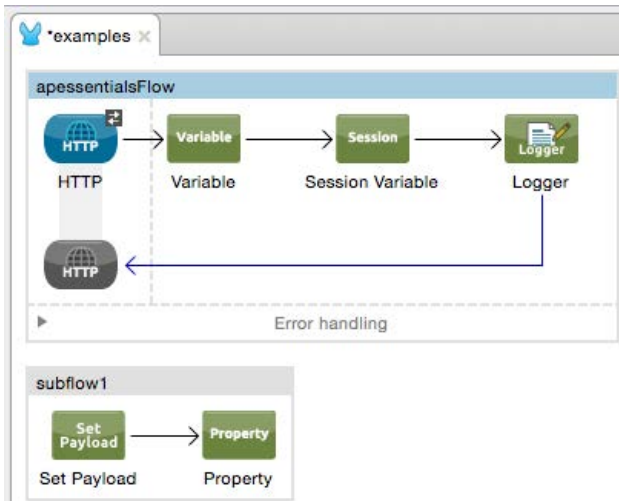 *examples
apessentialsFlow
HTTP Variable Session Logger
HTTP Variable Session Variable Logger
HTTP
Error handling
subflow1
Set Payload Property
Set Payload Property